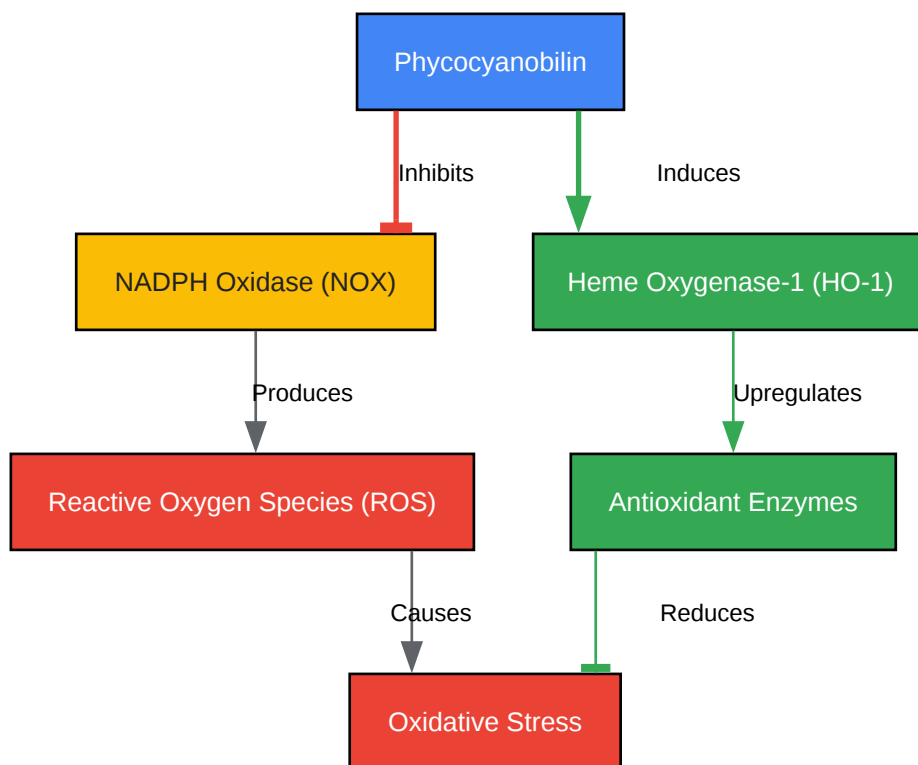 Phycocyanobilin
Inhibits
Induces
NADPH Oxidase (NOX)
Heme Oxygenase-1 (HO-1)
Produces
Upregulates
Reactive Oxygen Species (ROS)
Antioxidant Enzymes
Causes
Reduces
Oxidative Stress